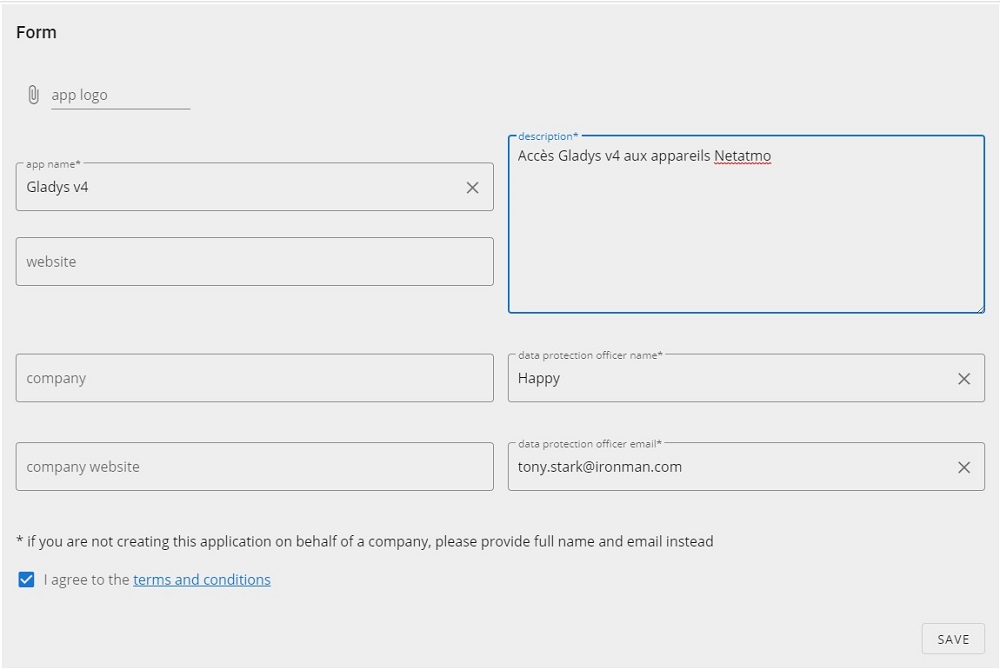 Form
app logo
app name*
Gladys v4
website
description*
Accès Gladys v4 aux appareils Netatmo
company
data protection officer name*
Happy
company website
data protection officer email*
tony.stark@ironman.com
* if you are not creating this application on behalf of a company, please provide full name and email instead
I agree to the terms and conditions
SAVE